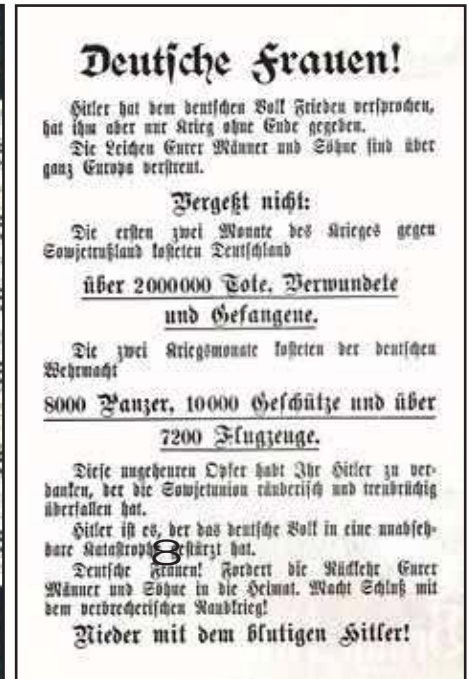 Deutsche Frauen!
Hitler hat dem deutschen Volk Frieden versprochen,
hat ihm aber nur Krieg ohne Ende gegeben.
Die Leichen Eurer Männer und Söhne sind über
ganz Europa verstreut.
Vergeßt nicht:
Die ersten zwei Monate des Krieges gegen
Sowjetrußland kosteten Deutschland
über 2000000 Tote, Verwundete
und Gefangene.
Die zwei Kriegsmonate kosteten der deutschen
Wehrmacht
8000 Panzer, 10000 Geschütze und über
7200 Flugzeuge.
Diese ungeheuren Opfer habt Ihr Hitler zu ver-
danken, der die Sowjetunion räuberisch und treubrüchig
überfallen hat.
Hitler ist es, der das deutsche Volk in eine unabseh-
bare Katastrophe gestürzt hat.
8
Deutsche Frauen! Fordert die Rückkehr Eurer
Männer und Söhne in die Heimat. Macht Schluß mit
dem verbrecherischen Raubkrieg!
Nieder mit dem blutigen Hitler!